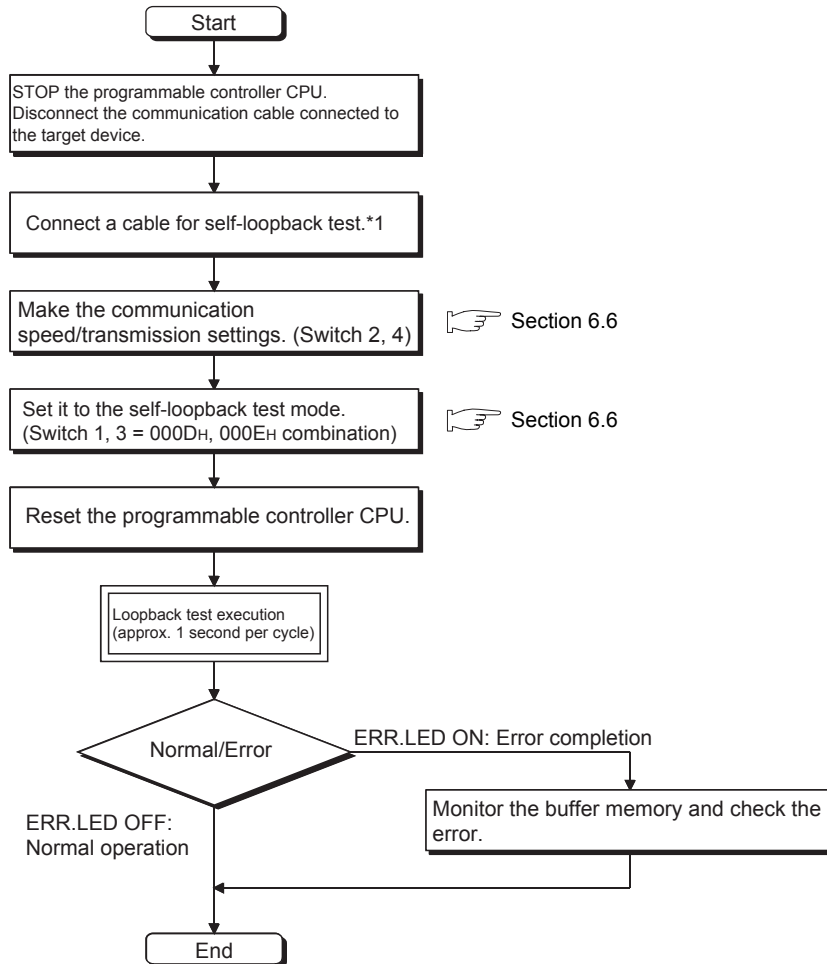 Start
STOP the programmable controller CPU.
Disconnect the communication cable connected to
the target device.
Connect a cable for self-loopback test.*1
Make the communication
speed/transmission settings. (Switch 2, 4)
Section 6.6
Set it to the self-loopback test mode.
(Switch 1, 3 = 000DH, 000EH combination)
Section 6.6
Reset the programmable controller CPU.
Loopback test execution
(approx. 1 second per cycle)
Normal/Error
ERR.LED ON: Error completion
Monitor the buffer memory and check the
error.
ERR.LED OFF:
Normal operation
End